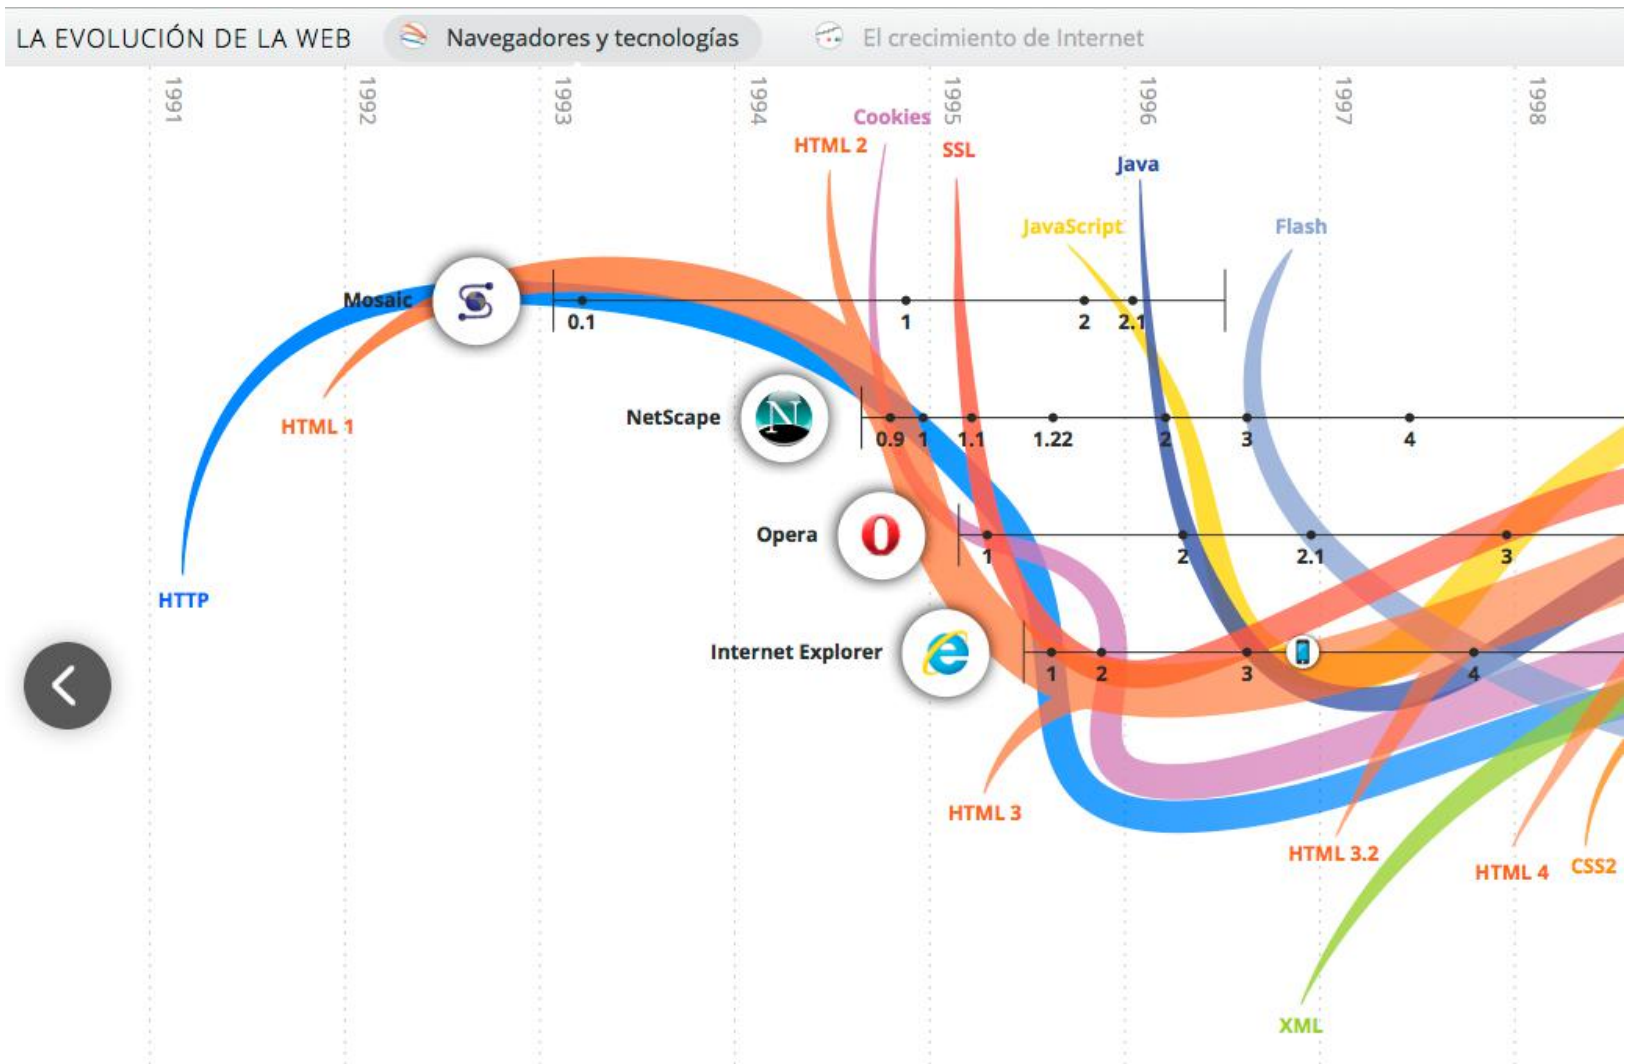 LA EVOLUCIÓN DE LA WEB Navegadores y tecnologías El crecimiento de Internet
1991 1992 1993 1994 1995 1996 1997 1998
Cookies
HTML 2 SSL
Java
JavaScript Flash
Mosaic
0.1 1 2 2.1
NetScape
HTML 1
0.9 1 1.1 1.22 2 3 4
Opera
1 2 2.1 3
HTTP
Internet Explorer
1 2 3 4
HTML 3
HTML 3.2
HTML 4 CSS2
XML